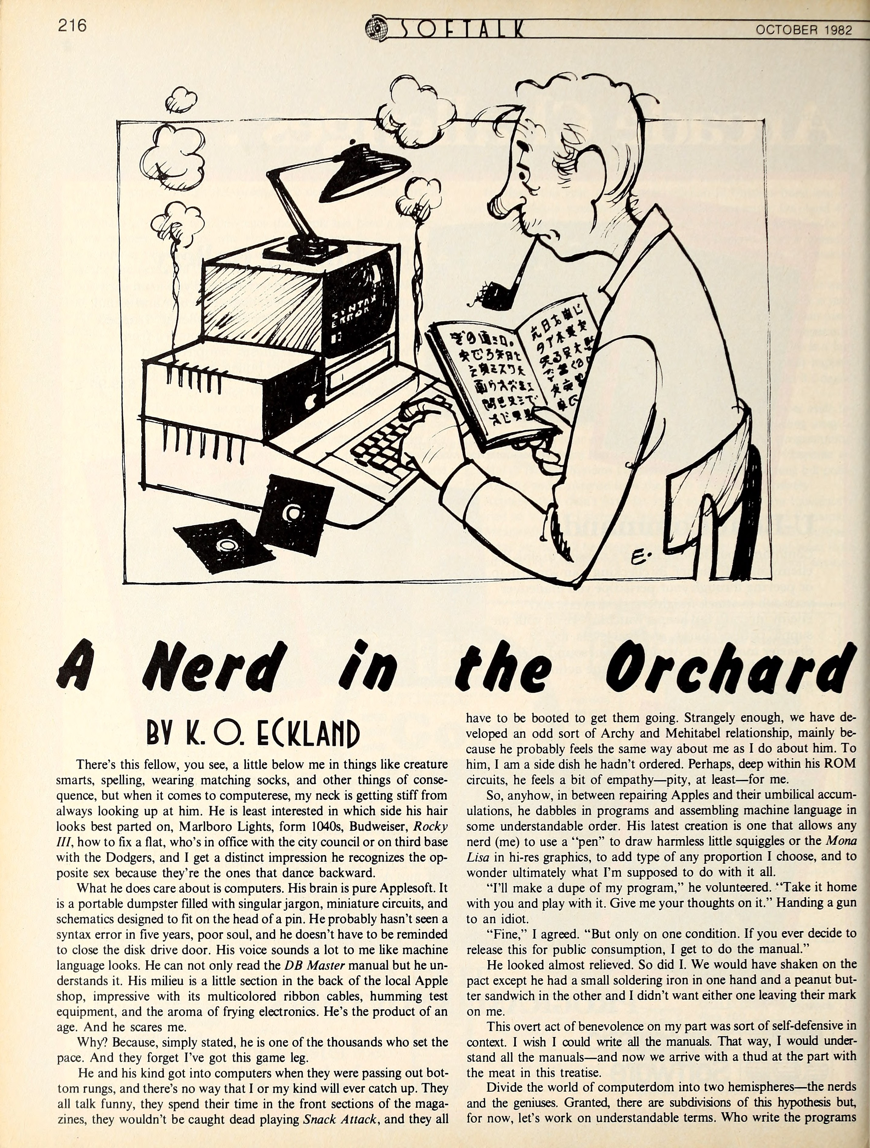 216
SOFTALK
OCTOBER 1982
SYNTAX
ERROR
E.
A Nerd in the Orchard
BY K. O. ECKLAND
There's this fellow, you see, a little below me in things like creature
smarts, spelling, wearing matching socks, and other things of conse-
quence, but when it comes to computerese, my neck is getting stiff from
always looking up at him. He is least interested in which side his hair
looks best parted on, Marlboro Lights, form 1040s, Budweiser, Rocky
III, how to fix a flat, who's in office with the city council or on third base
with the Dodgers, and I get a distinct impression he recognizes the op-
posite sex because they're the ones that dance backward.
What he does care about is computers. His brain is pure Applesoft. It
is a portable dumpster filled with singular jargon, miniature circuits, and
schematics designed to fit on the head of a pin. He probably hasn't seen a
syntax error in five years, poor soul, and he doesn't have to be reminded
to close the disk drive door. His voice sounds a lot to me like machine
language looks. He can not only read the DB Master manual but he un-
derstands it. His milieu is a little section in the back of the local Apple
shop, impressive with its multicolored ribbon cables, humming test
equipment, and the aroma of frying electronics. He's the product of an
age. And he scares me.
Why? Because, simply stated, he is one of the thousands who set the
pace. And they forget I've got this game leg.
He and his kind got into computers when they were passing out bot-
tom rungs, and there's no way that I or my kind will ever catch up. They
all talk funny, they spend their time in the front sections of the maga-
zines, they wouldn't be caught dead playing Snack Attack, and they all
have to be booted to get them going. Strangely enough, we have de-
veloped an odd sort of Archy and Mehitabel relationship, mainly be-
cause he probably feels the same way about me as I do about him. To
him, I am a side dish he hadn't ordered. Perhaps, deep within his ROM
circuits, he feels a bit of empathy—pity, at least—for me.
So, anyhow, in between repairing Apples and their umbilical accum-
ulations, he dabbles in programs and assembling machine language in
some understandable order. His latest creation is one that allows any
nerd (me) to use a "pen" to draw harmless little squiggles or the Mona
Lisa in hi-res graphics, to add type of any proportion I choose, and to
wonder ultimately what I'm supposed to do with it all.
"I'll make a dupe of my program," he volunteered. "Take it home
with you and play with it. Give me your thoughts on it." Handing a gun
to an idiot.
"Fine," I agreed. "But only on one condition. If you ever decide to
release this for public consumption, I get to do the manual."
He looked almost relieved. So did I. We would have shaken on the
pact except he had a small soldering iron in one hand and a peanut but-
ter sandwich in the other and I didn't want either one leaving their mark
on me.
This overt act of benevolence on my part was sort of self-defensive in
context. I wish I could write all the manuals. That way, I would under-
stand all the manuals—and now we arrive with a thud at the part with
the meat in this treatise.
Divide the world of computerdom into two hemispheres—the nerds
and the geniuses. Granted, there are subdivisions of this hypothesis but,
for now, let's work on understandable terms. Who write the programs